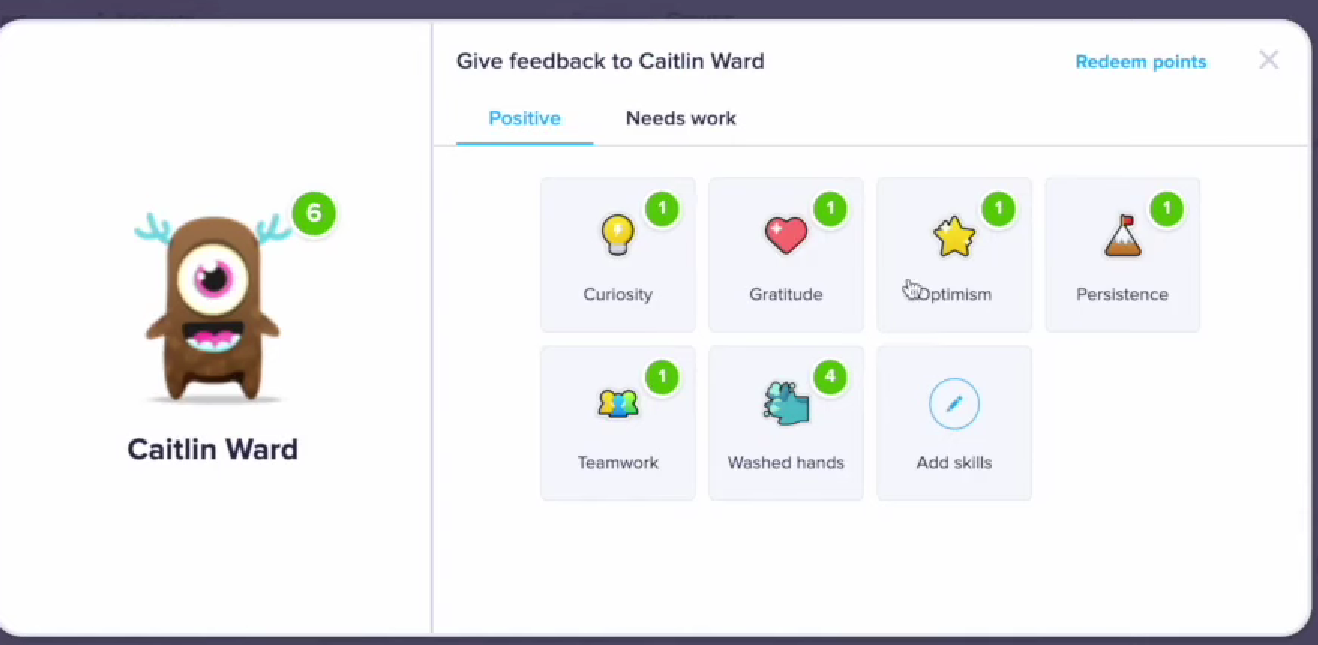 Give feedback to Caitlin Ward
Redeem points
Positive
Needs work
6
Caitlin Ward
1
1
1
1
Curiosity
Gratitude
Optimism
Persistence
1
4
Teamwork
Washed hands
Add skills